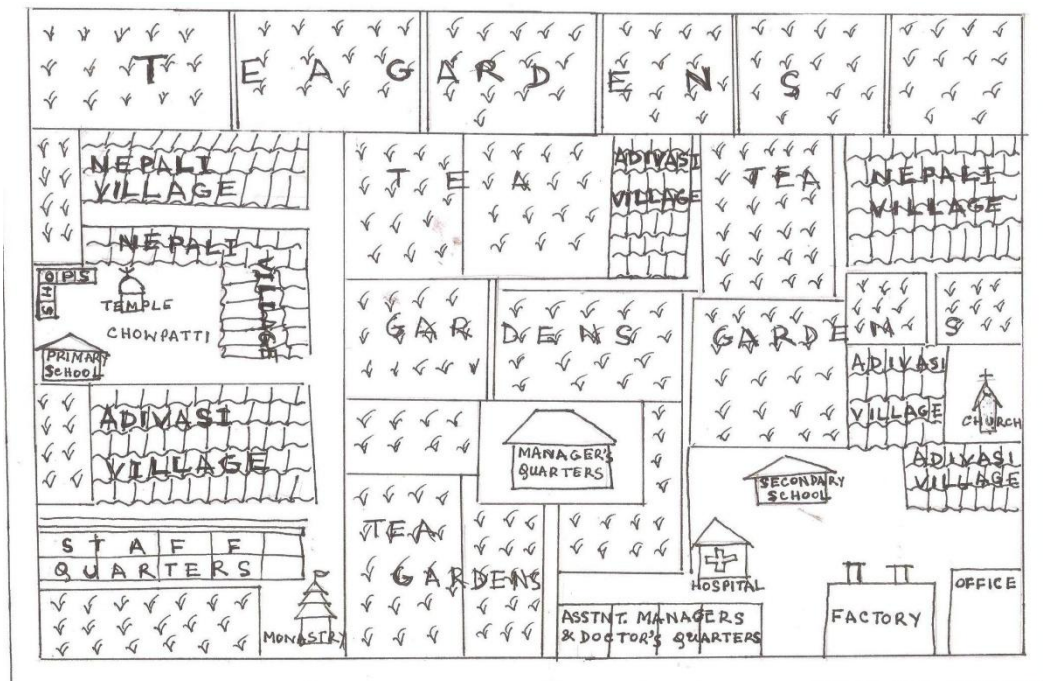 TEA GARDENS
NEPALI
VILLAGE
TEA
ADIVASI
VILLAGE
TEA
NEPALI
VILLAGE
NEPALI
VILLAGE
OPS
HS
TEMPLE
CHOWPATTI
PRIMARY
SCHOOL
GARDENS
GARDENS
ADIVASI
VILLAGE
CHURCH
ADIVASI
VILLAGE
MANAGER'S
QUARTERS
ADIVASI
VILLAGE
SECONDARY
SCHOOL
STAFF
QUARTERS
TEA
GARDENS
MONASTRY
HOSPITAL
ASSTNT. MANAGERS
& DOCTOR'S QUARTERS
FACTORY
OFFICE